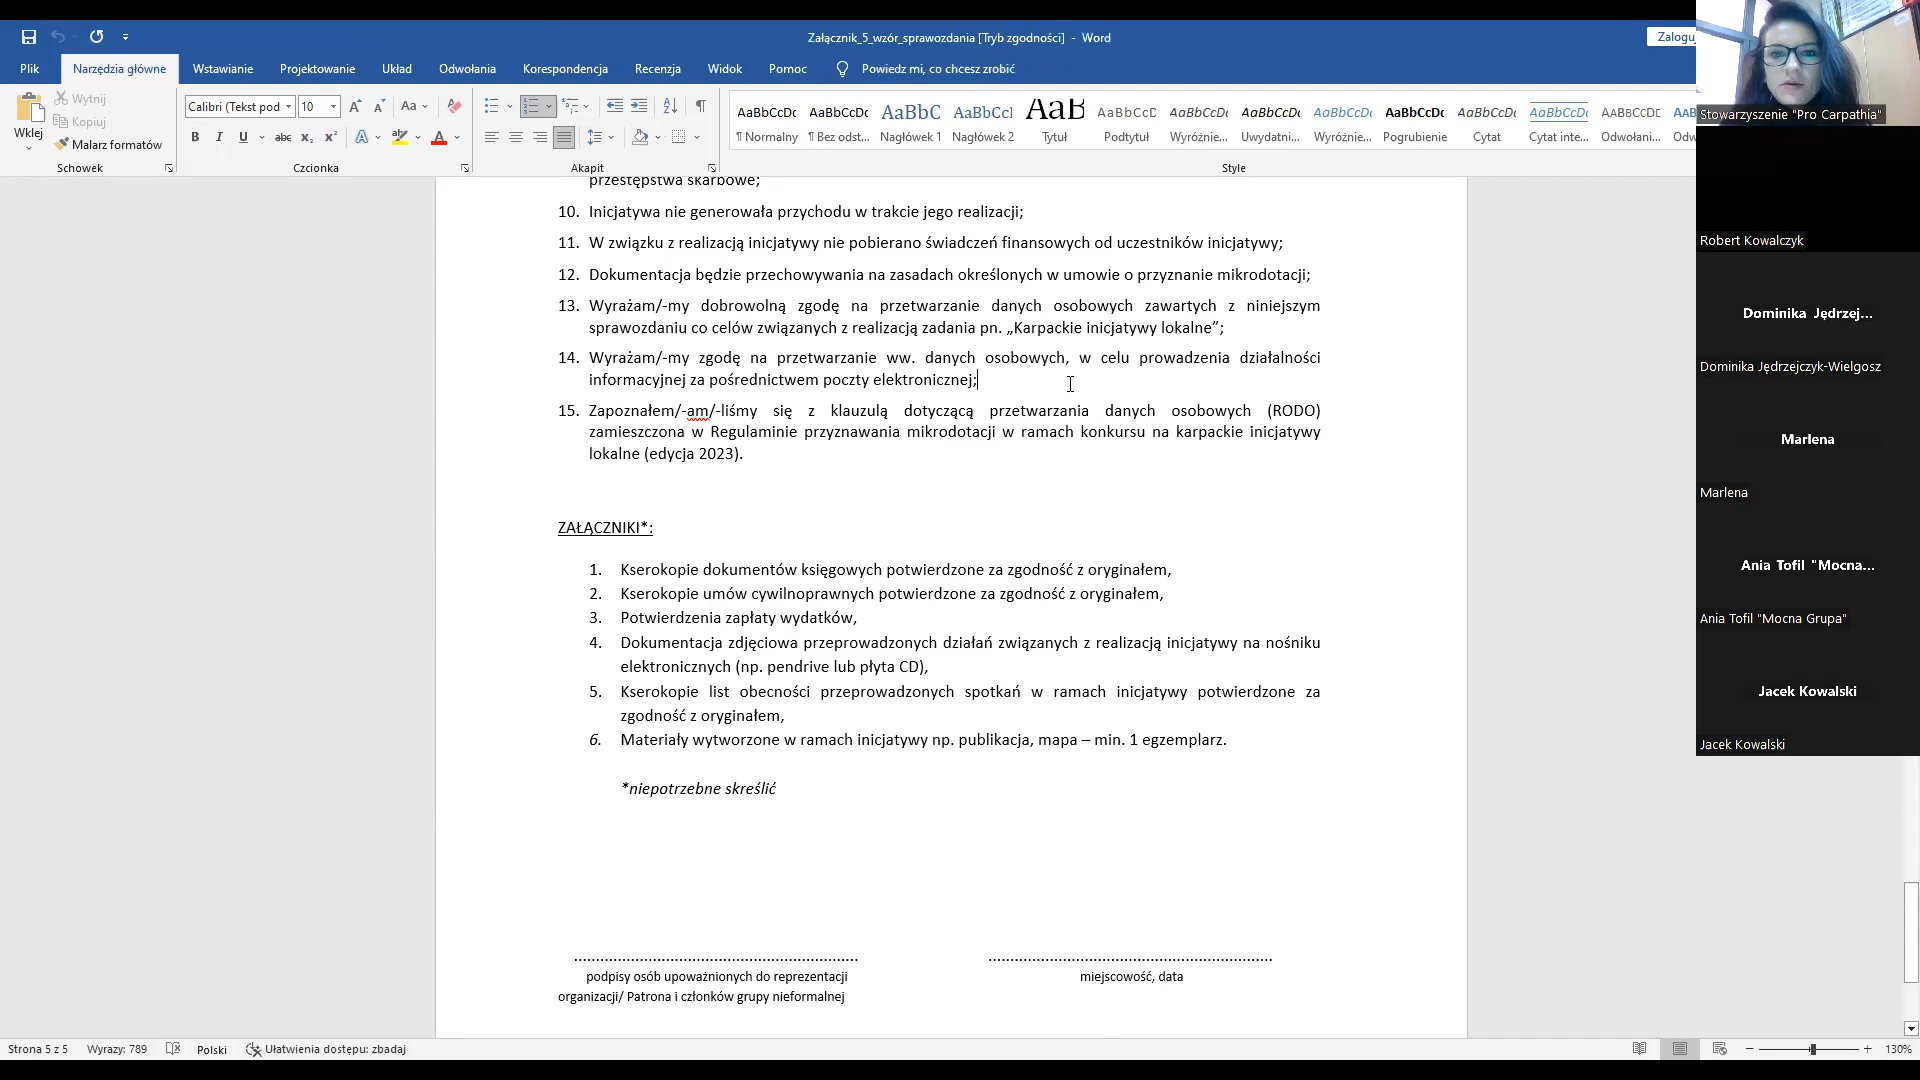 Załącznik_5_wzór_sprawozdania [Tryb zgodności] - Word
Zaloguj
Plik Narzędzia główne Wstawianie Projektowanie Układ Odwołania Korespondencja Recenzja Widok Pomoc Powiedz mi, co chcesz zrobić
Wklej
Wytnij
Kopiuj
Malarz formatów
Schowek
Calibri (Tekst pod 10
Czcionka
Akapit
AaBbCcDc AaBbCcDc AaBbC AaBbCcI AaB AaBbCcD AaBbCcDc AaBbCcDc AaBbCcDc AaBbCcDc AaBbCcDc AaBbCcDc AABBCCDD AAB
¶ Normalny ¶ Bez odst... Nagłówek 1 Nagłówek 2 Tytuł Podtytuł Wyróżnie... Uwydatni... Wyróżnie... Pogrubienie Cytat Cytat inte... Odwołani... Odw
Style
przestępstwa skarbowe;
10. Inicjatywa nie generowała przychodu w trakcie jego realizacji;
11. W związku z realizacją inicjatywy nie pobierano świadczeń finansowych od uczestników inicjatywy;
12. Dokumentacja będzie przechowywania na zasadach określonych w umowie o przyznanie mikrodotacji;
13. Wyrażam/-my dobrowolną zgodę na przetwarzanie danych osobowych zawartych z niniejszym
sprawozdaniu co celów związanych z realizacją zadania pn. „Karpackie inicjatywy lokalne”;
14. Wyrażam/-my zgodę na przetwarzanie ww. danych osobowych, w celu prowadzenia działalności
informacyjnej za pośrednictwem poczty elektronicznej;
15. Zapoznałem/-am/-liśmy się z klauzulą dotyczącą przetwarzania danych osobowych (RODO)
zamieszczona w Regulaminie przyznawania mikrodotacji w ramach konkursu na karpackie inicjatywy
lokalne (edycja 2023).
ZAŁĄCZNIKI*:
1. Kserokopie dokumentów księgowych potwierdzone za zgodność z oryginałem,
2. Kserokopie umów cywilnoprawnych potwierdzone za zgodność z oryginałem,
3. Potwierdzenia zapłaty wydatków,
4. Dokumentacja zdjęciowa przeprowadzonych działań związanych z realizacją inicjatywy na nośniku
elektronicznych (np. pendrive lub płyta CD),
5. Kserokopie list obecności przeprowadzonych spotkań w ramach inicjatywy potwierdzone za
zgodność z oryginałem,
6. Materiały wytworzone w ramach inicjatywy np. publikacja, mapa – min. 1 egzemplarz.
*niepotrzebne skreślić
podpisy osób upoważnionych do reprezentacji
organizacji/ Patrona i członków grupy nieformalnej
miejscowość, data
Strona 5 z 5 Wyrazy: 789 Polski Ułatwienia dostępu: zbadaj
130%
Stowarzyszenie "Pro Carpathia"
Robert Kowalczyk
Dominika Jędrzej...
Dominika Jędrzejczyk-Wielgosz
Marlena
Marlena
Ania Tofil "Mocna...
Ania Tofil "Mocna Grupa"
Jacek Kowalski
Jacek Kowalski